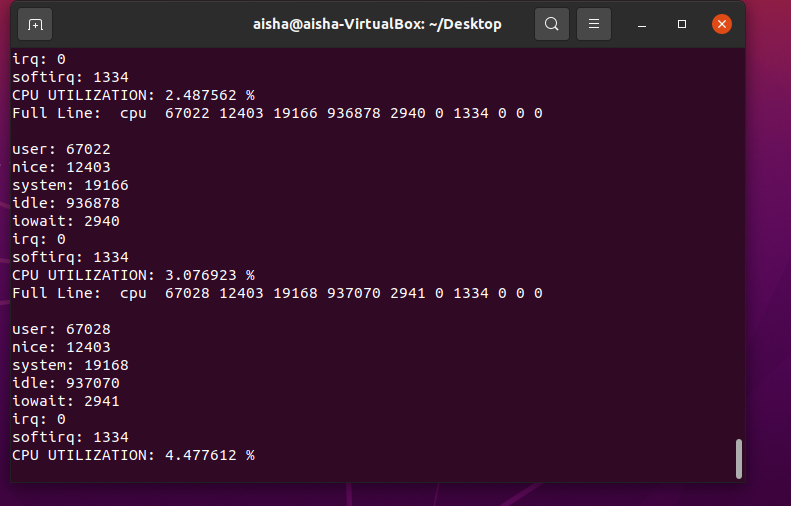 aisha@aisha-VirtualBox: ~/Desktop
irq: 0
softirq: 1334
CPU UTILIZATION: 2.487562 %
Full Line:  cpu  67022 12403 19166 936878 2940 0 1334 0 0 0
user: 67022
nice: 12403
system: 19166
idle: 936878
iowait: 2940
irq: 0
softirq: 1334
CPU UTILIZATION: 3.076923 %
Full Line:  cpu  67028 12403 19168 937070 2941 0 1334 0 0 0
user: 67028
nice: 12403
system: 19168
idle: 937070
iowait: 2941
irq: 0
softirq: 1334
CPU UTILIZATION: 4.477612 %